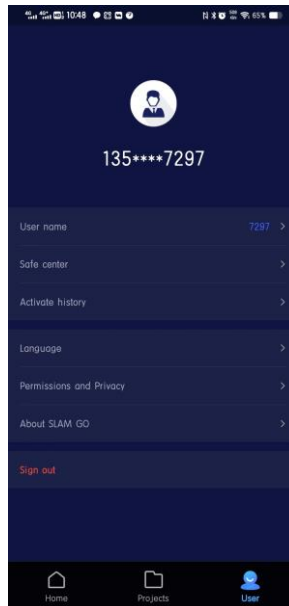 10:48
65%
135****7297
User name 7297
Safe center
Activate history
Language
Permissions and Privacy
About SLAM GO
Sign out
Home Projects User